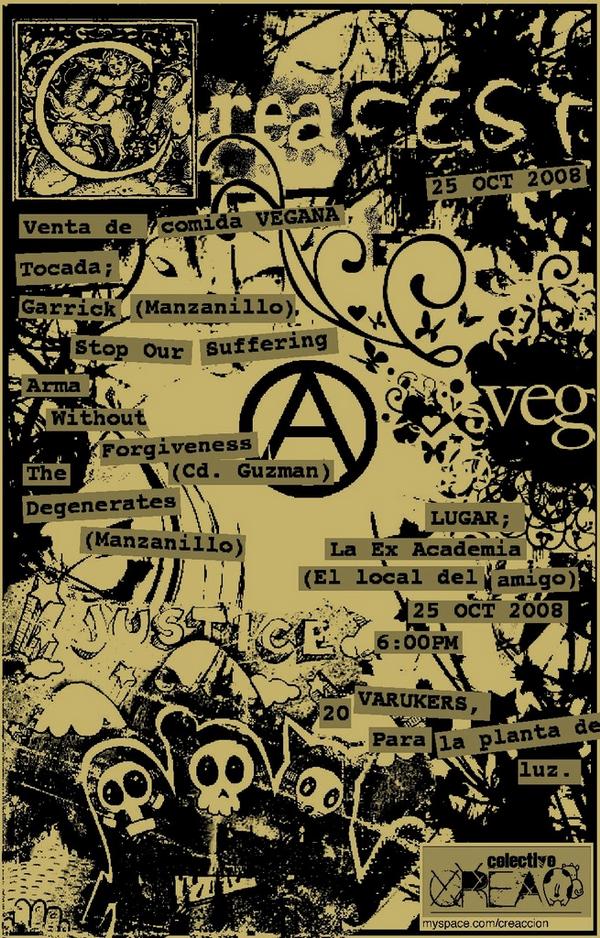 CreaFEST
25 OCT 2008
Venta de comida VEGANA
Tocada;
Garrick (Manzanillo),
Stop Our Suffering
Arma
Without
Forgiveness
(Cd. Guzman)
The
Degenerates
(Manzanillo)
A
veg
LUGAR;
La Ex Academia
(El local del amigo)
25 OCT 2008
6:00PM
JUSTICE
20 VARUKERS,
Para la planta de
luz.
colective
CREA
myspace.com/creaccion